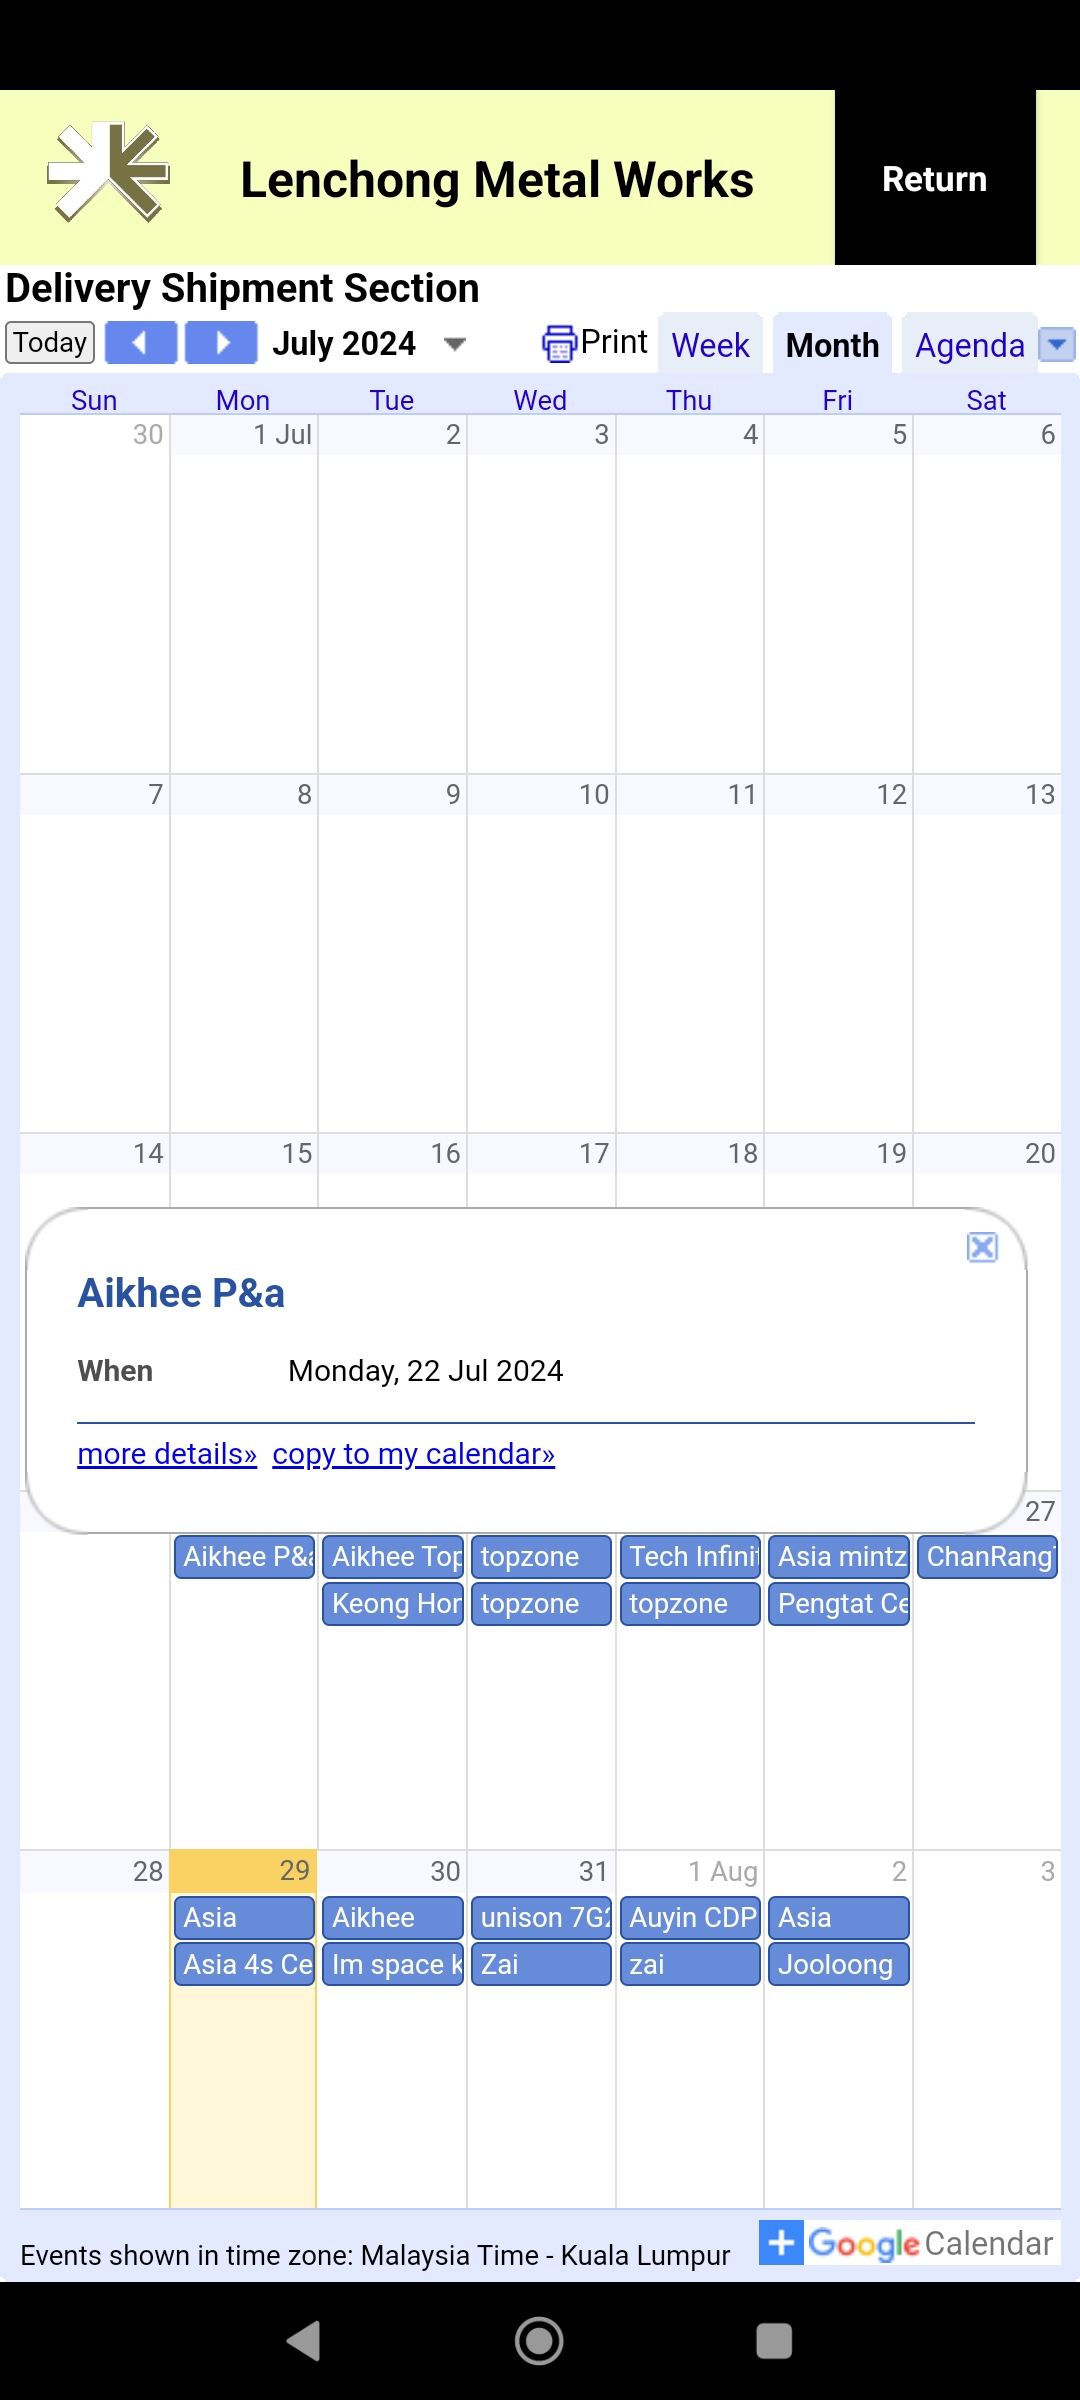 Lenchong Metal Works
Return
Delivery Shipment Section
Today July 2024 Print Week Month Agenda
Sun Mon Tue Wed Thu Fri Sat
30 1 Jul 2 3 4 5 6
7 8 9 10 11 12 13
14 15 16 17 18 19 20
Aikhee P&a
When Monday, 22 Jul 2024
more details» copy to my calendar»
27
Aikhee P&a Aikhee Top topzone Tech Infinit Asia mintz ChanRang
Keong Hon topzone topzone Pengtat Ce
28 29 30 31 1 Aug 2 3
Asia Aikhee unison 7G2 Auyin CDP Asia
Asia 4s Ce Im space k Zai zai Jooloong
Events shown in time zone: Malaysia Time - Kuala Lumpur
+ Google Calendar